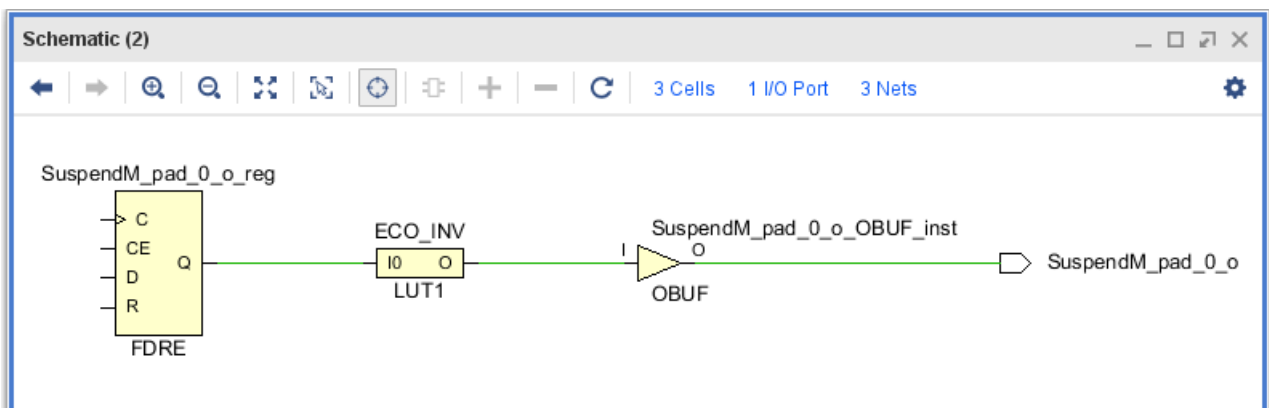 Schematic (2)
3 Cells 1 I/O Port 3 Nets
SuspendM_pad_0_o_reg
C
CE
D
R
Q
FDRE
ECO_INV
I0 O
LUT1
SuspendM_pad_0_o_OBUF_inst
I O
OBUF
SuspendM_pad_0_o